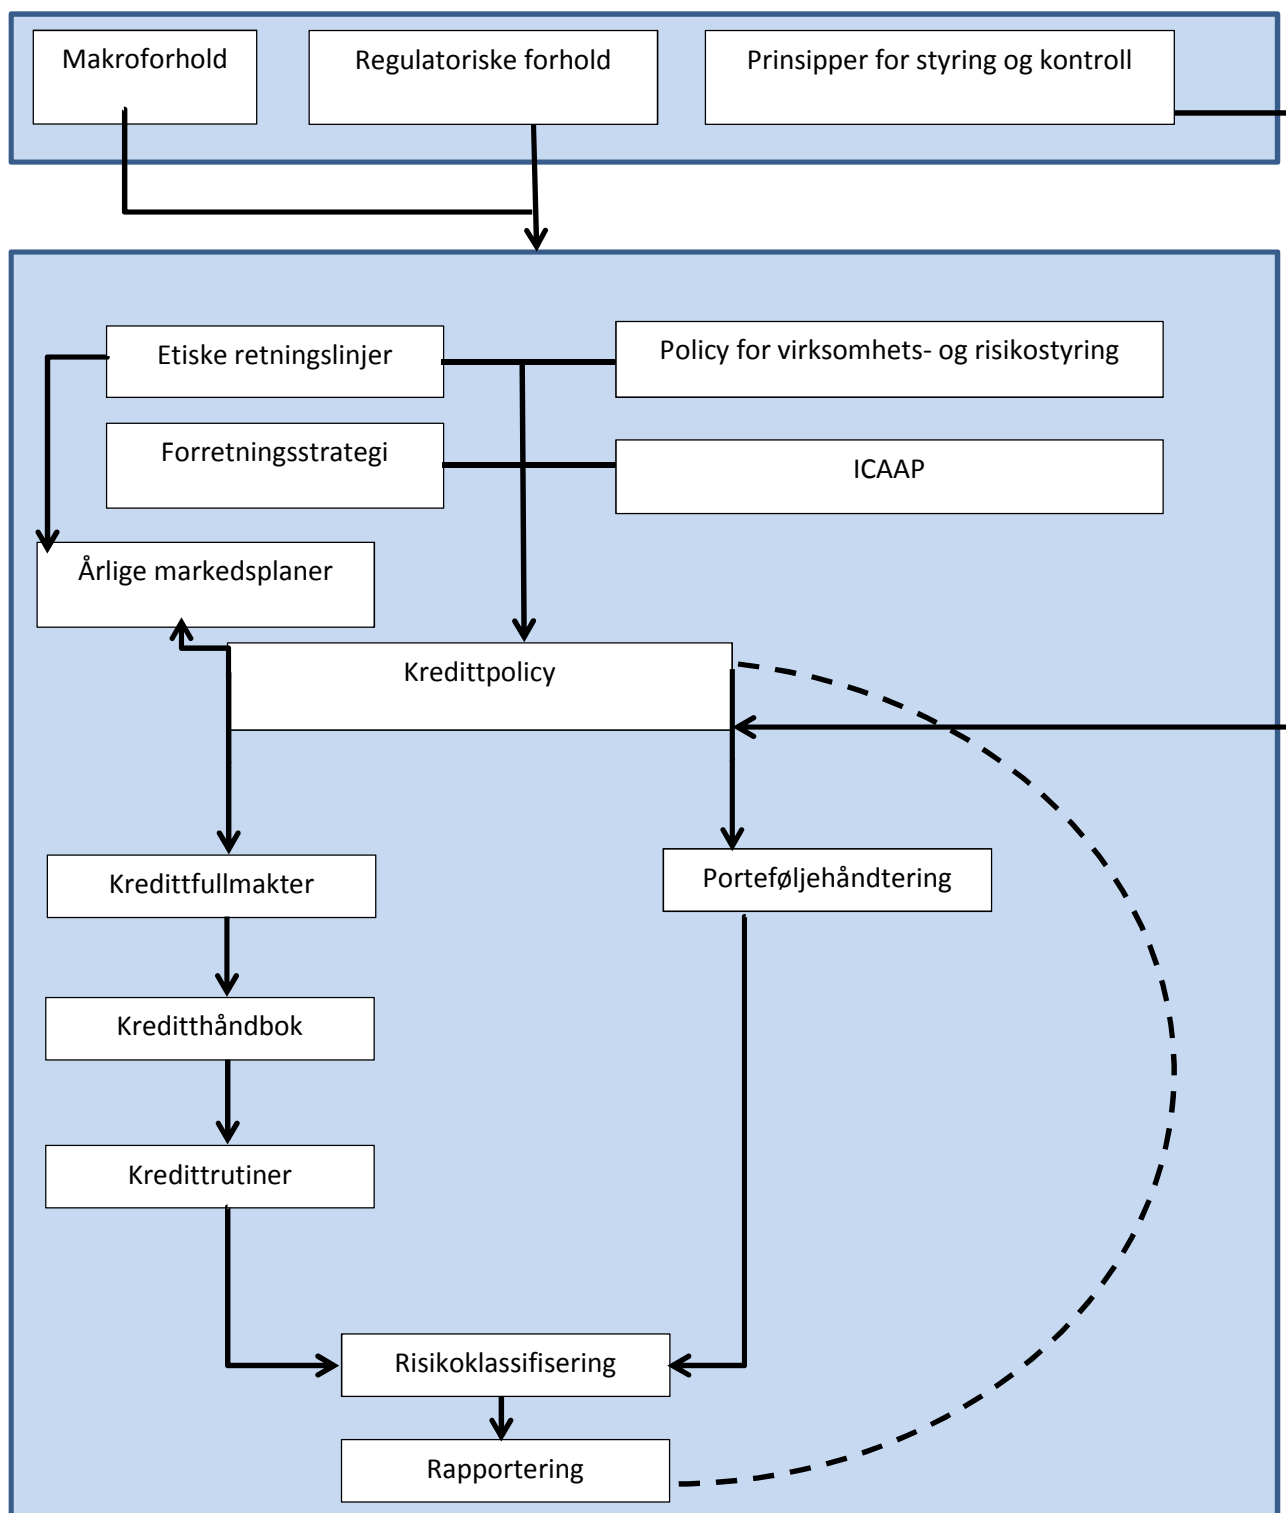 Makroforhold
Regulatoriske forhold
Prinsipper for styring og kontroll
Etiske retningslinjer
Policy for virksomhets- og risikostyring
Forretningsstrategi
ICAAP
Årlige markedsplaner
Kredittpolicy
Kredittfullmakter
Porteføljehåndtering
Kreditthåndbok
Kredittrutiner
Risikoklassifisering
Rapportering